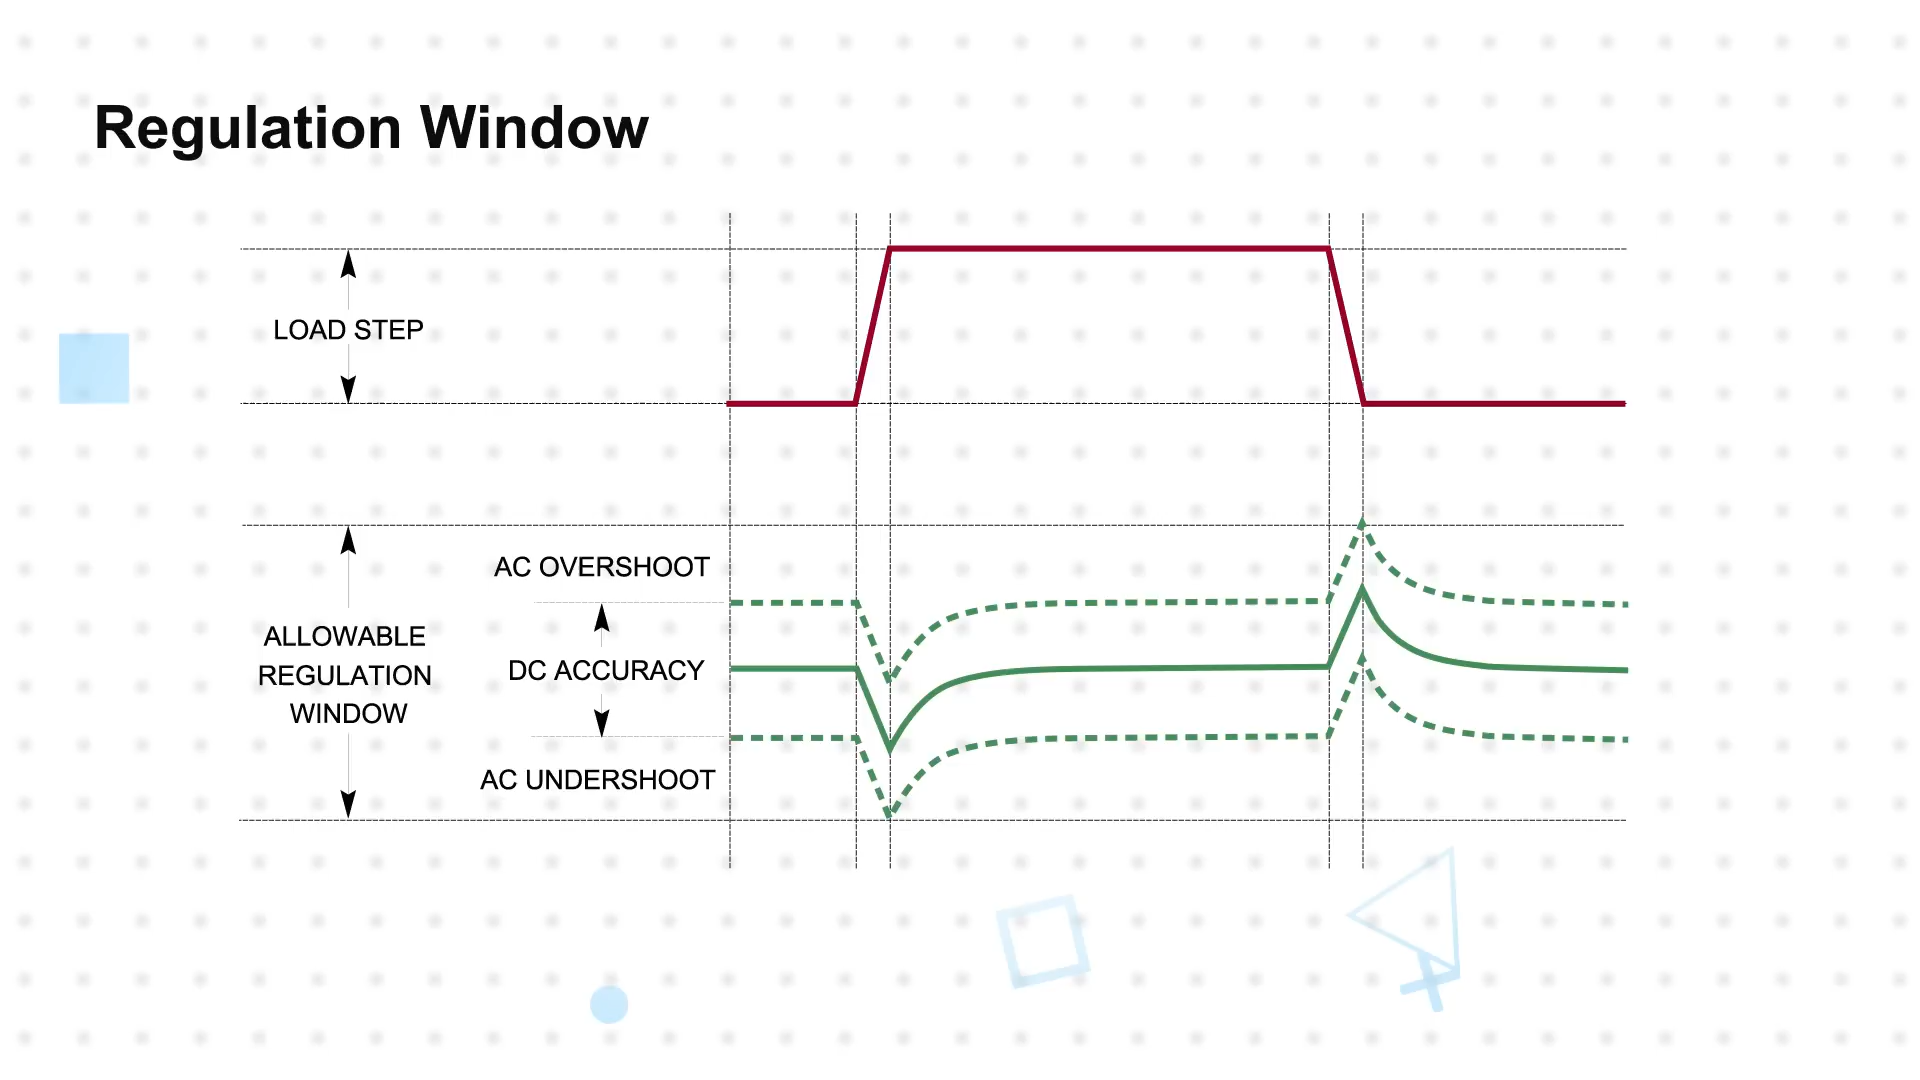 Regulation Window
LOAD STEP
AC OVERSHOOT
ALLOWABLE
REGULATION
WINDOW
DC ACCURACY
AC UNDERSHOOT